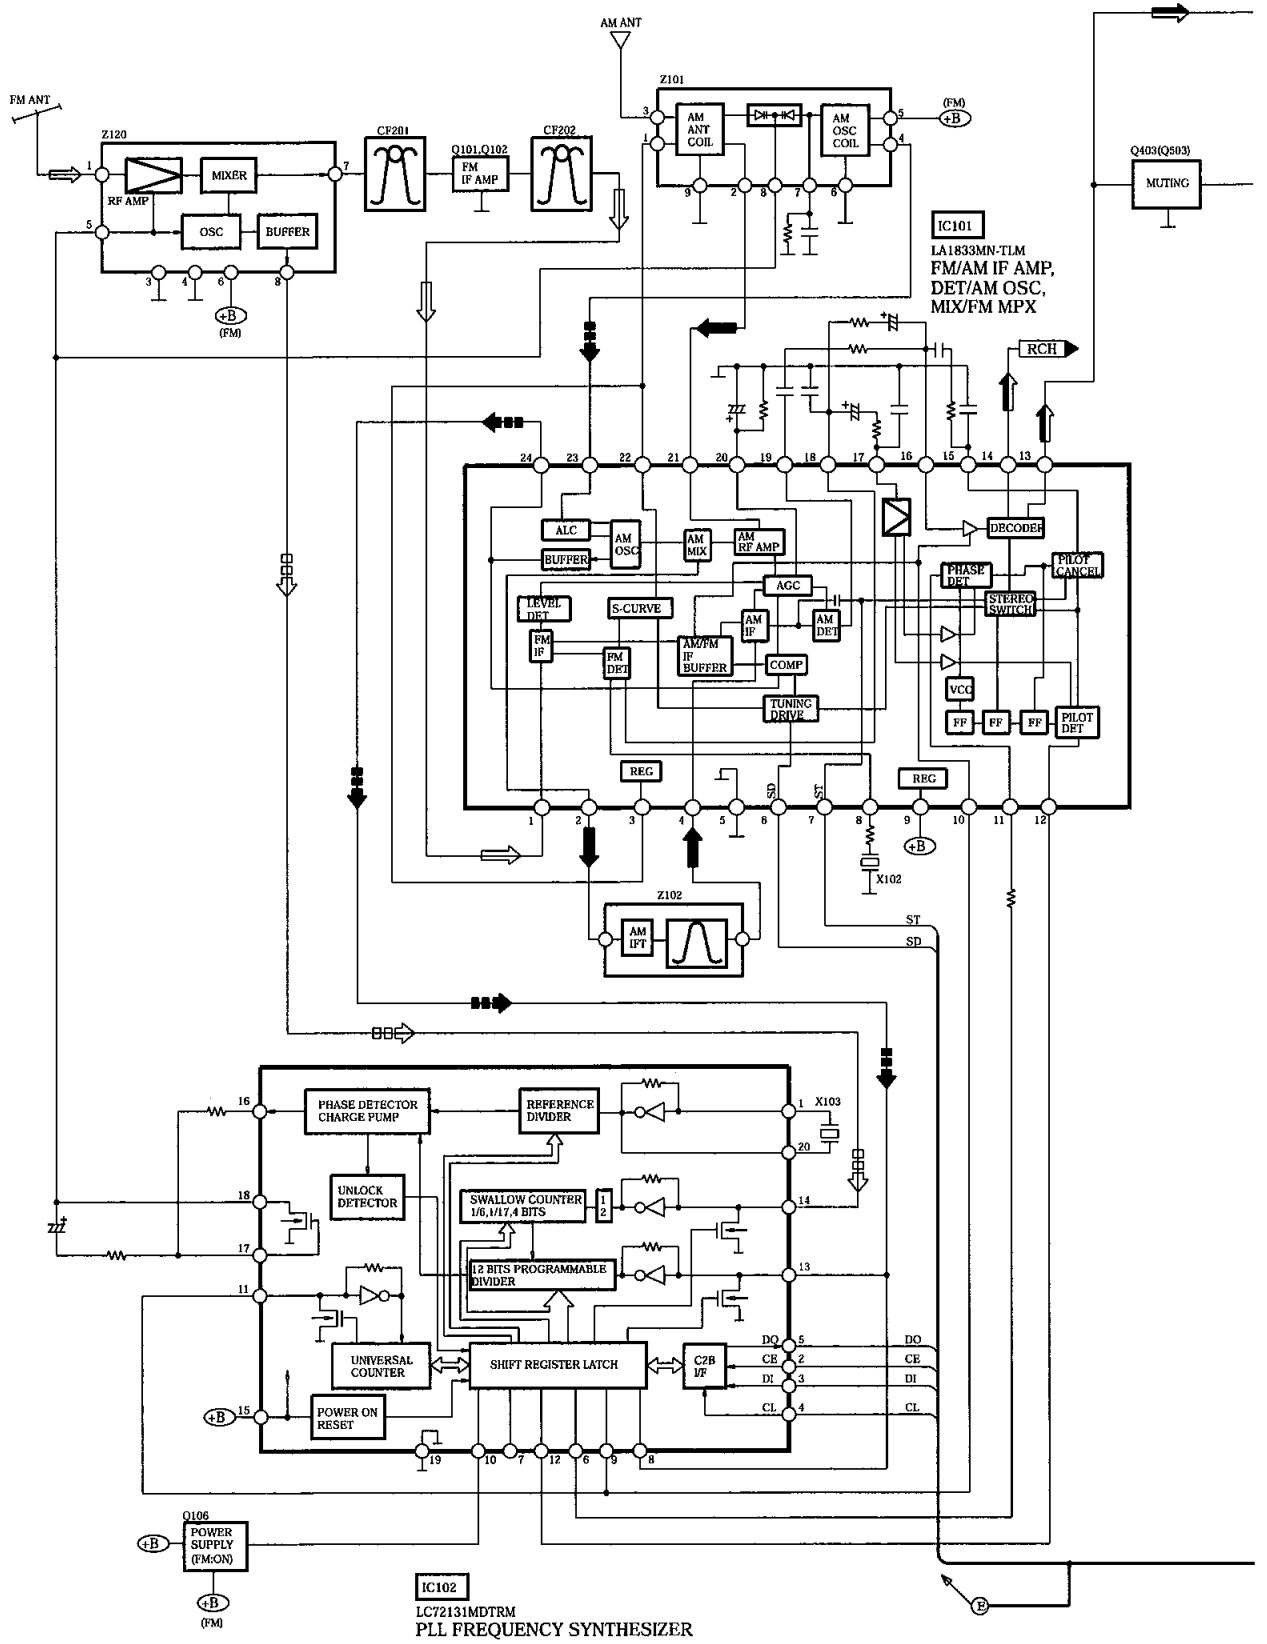 AM ANT
Z101
FM ANT
Z120
CF201
CF202
Q101,Q102
3
1
AM
ANT
COIL
AM
OSC
COIL
5
4
(FM)
+B
9
2
8
7
6
1
RF AMP
MIXER
7
FM
IF AMP
5
OSC
BUFFER
3
4
6
8
+B
(FM)
Q403(Q503)
MUTING
IC101
LA1833MN-TLM
FM/AM IF AMP,
DET/AM OSC,
MIX/FM MPX
RCH
24
23
22
21
20
19
18
17
16
15
14
13
ALC
AM
OSC
BUFFER
AM
MIX
AM
RF AMP
DECODER
PHASE
DET
PILOT
CANCEL
AGC
LEVEL
DET
S-CURVE
STEREO
SWITCH
FM
IF
FM
DET
AM/FM
IF
BUFFER
AM
IF
AM
DET
COMP
VCC
TUNING
DRIVE
FF
FF
FF
PILOT
DET
REG
REG
SD
ST
1
2
3
4
5
6
7
8
9
10
11
12
+B
X102
Z102
AM
IFT
ST
SD
16
PHASE DETECTOR
CHARGE PUMP
REFERENCE
DIVIDER
1
X103
20
UNLOCK
DETECTOR
18
SWALLOW COUNTER
1/6,1/17,4 BITS
1
2
14
17
12 BITS PROGRAMMABLE
DIVIDER
13
11
UNIVERSAL
COUNTER
SHIFT REGISTER LATCH
C2B
I/F
DO
5
DO
CE
2
CE
DI
3
DI
CL
4
CL
+B
15
POWER ON
RESET
19
10
7
12
6
9
8
Q106
+B
POWER
SUPPLY
(FM:ON)
+B
(FM)
IC102
LC72131MDTRM
PLL FREQUENCY SYNTHESIZER
E